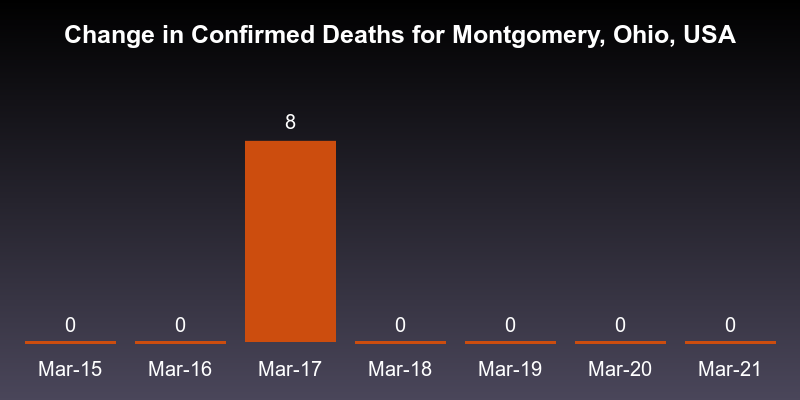 Change in Confirmed Deaths for Montgomery, Ohio, USA
8
0 0 0 0 0 0
Mar-15 Mar-16 Mar-17 Mar-18 Mar-19 Mar-20 Mar-21